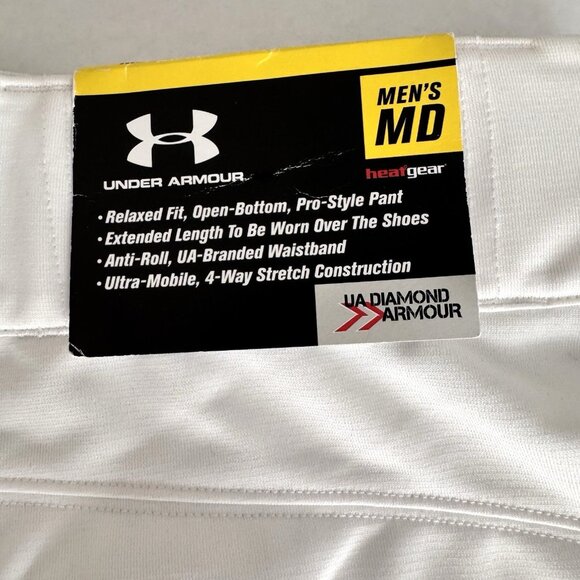 MEN'S
MD
UNDER ARMOUR
heatgear
• Relaxed Fit, Open-Bottom, Pro-Style Pant
• Extended Length To Be Worn Over The Shoes
• Anti-Roll, UA-Branded Waistband
• Ultra-Mobile, 4-Way Stretch Construction
UA DIAMOND
ARMOUR